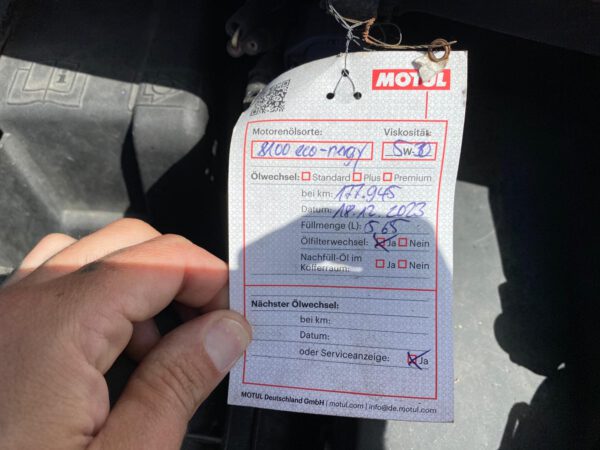 MOTUL
Motorenölsorte: Viskosität:
8100 eco-nergy 5W-30
Ölwechsel: Standard Plus Premium
bei km: 177.945
Datum: 18.12.2023
Füllmenge (L): 5,65
Ölfilterwechsel: Ja Nein
Nachfüll-Öl im
Kofferraum: Ja Nein
Nächster Ölwechsel:
bei km:
Datum:
oder Serviceanzeige: Ja
MOTUL Deutschland GmbH | motul.com | info@de.motul.com